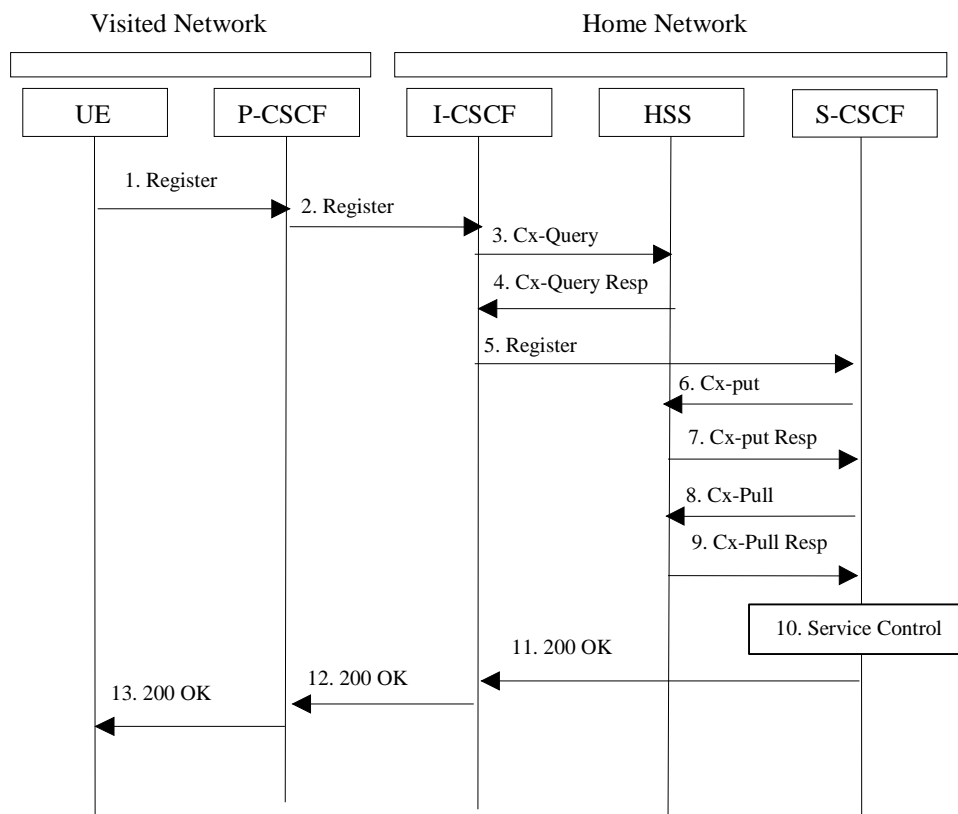 Visited Network
Home Network
UE
P-CSCF
I-CSCF
HSS
S-CSCF
1. Register
2. Register
3. Cx-Query
4. Cx-Query Resp
5. Register
6. Cx-put
7. Cx-put Resp
8. Cx-Pull
9. Cx-Pull Resp
10. Service Control
11. 200 OK
12. 200 OK
13. 200 OK